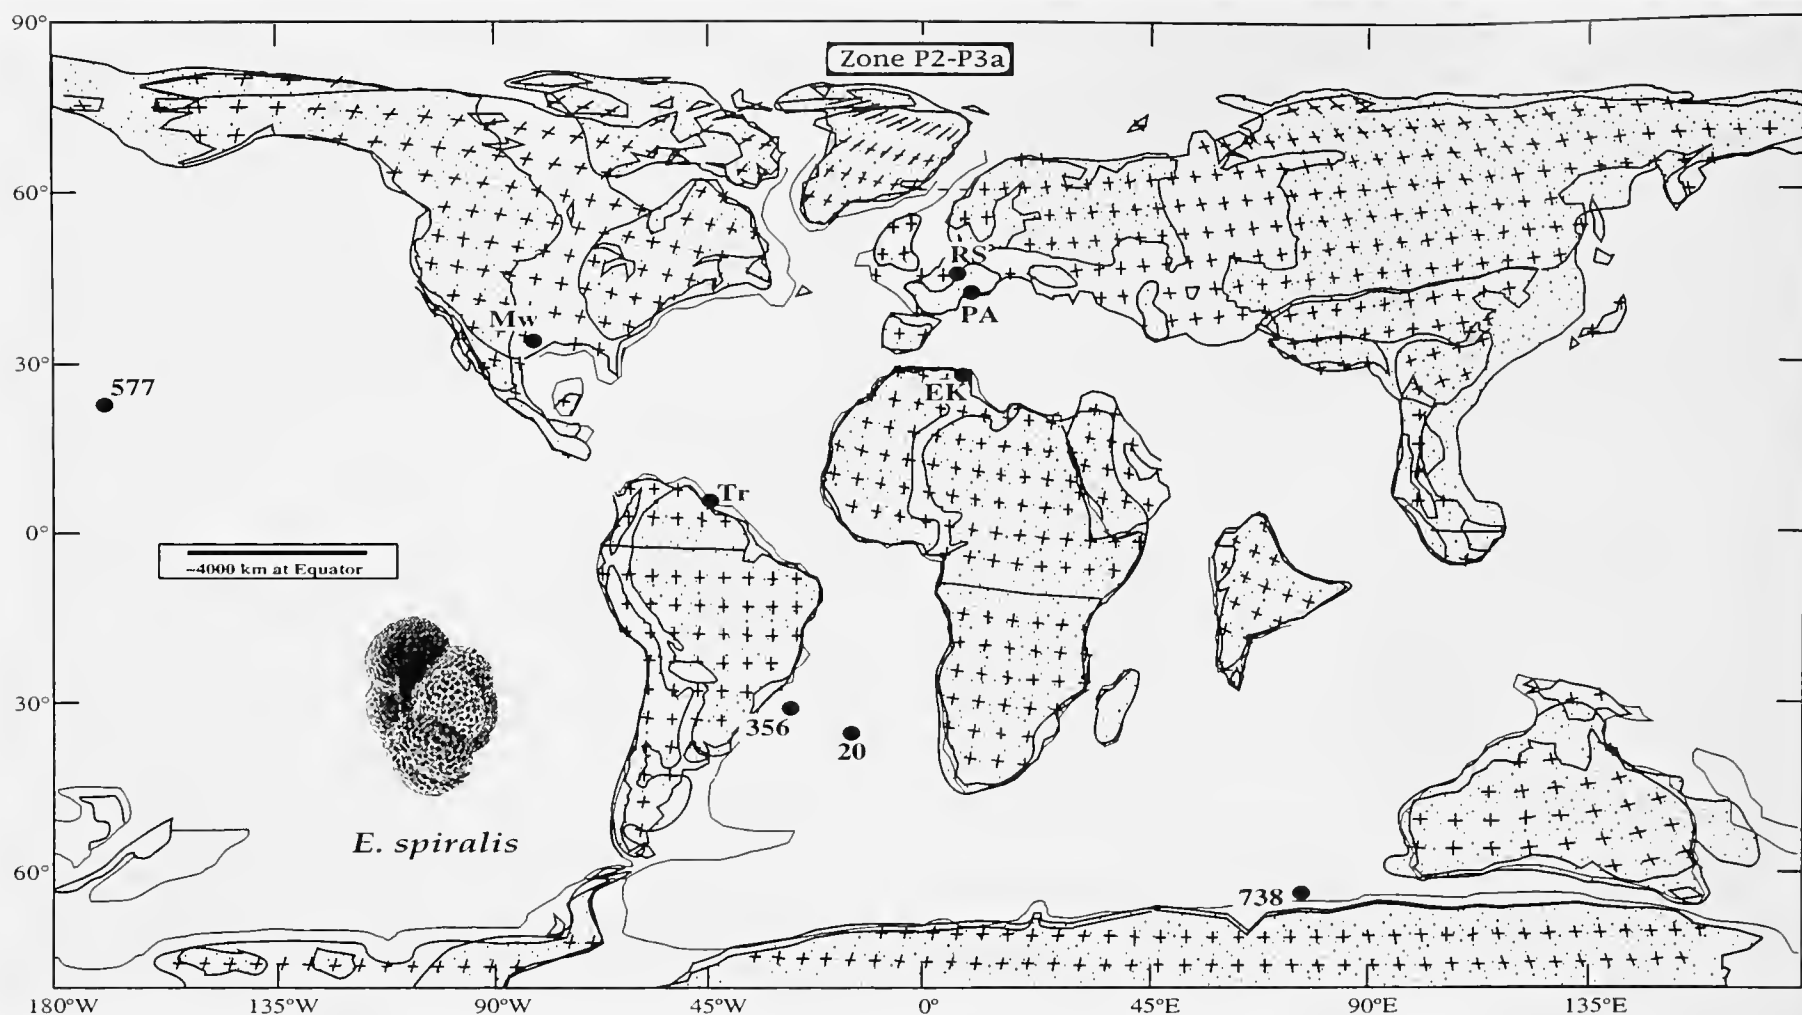 90°
Zone P2-P3a
60°
RS
PA
Mw
30°
577
EK
Tr
0°
~4000 km at Equator
30°
356
20
E. spiralis
60°
738
180°W
135°W
90°W
45°W
0°
45°E
90°E
135°E